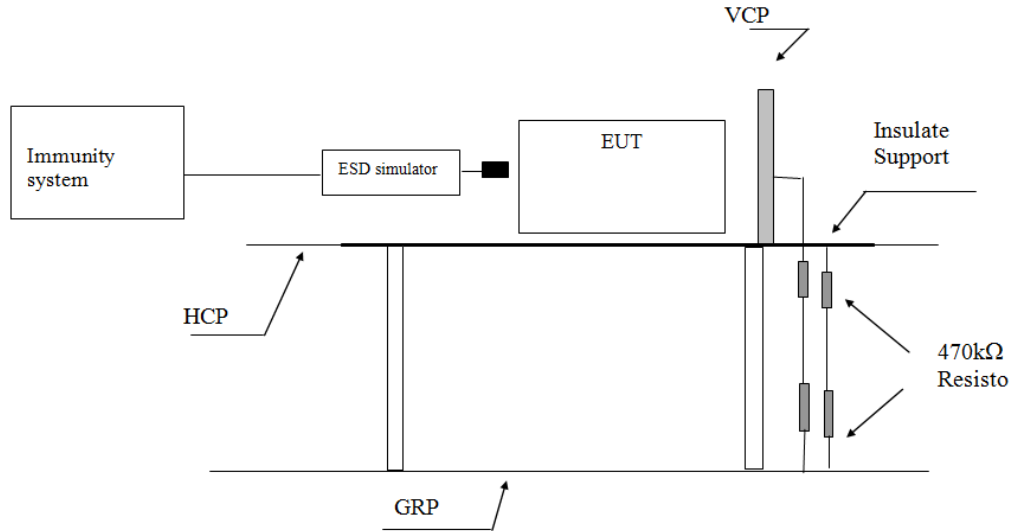 VCP
Immunity
system
ESD simulator
EUT
Insulate
Support
HCP
470kΩ
Resisto
GRP